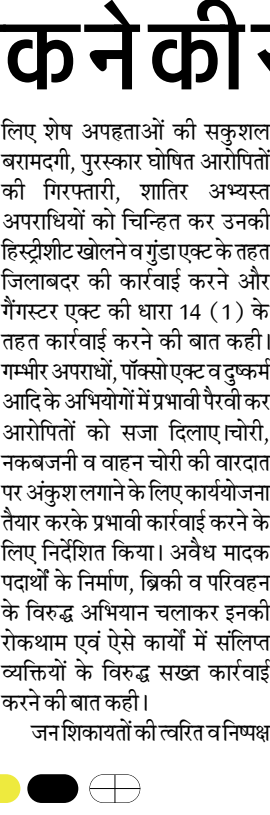 कने की
लिए शेष अपहृताओं की सकुशल
बरामदगी, पुरस्कार घोषित आरोपितों
की गिरफ्तारी, शातिर अभ्यस्त
अपराधियों को चिन्हित कर उनकी
हिस्ट्रीशीट खोलने व गुंडा एक्ट के तहत
जिलाबदर की कार्रवाई करने और
गैंगस्टर एक्ट की धारा 14 (1) के
तहत कार्रवाई करने की बात कही।
गम्भीर अपराधों, पॉक्सो एक्ट व दुष्कर्म
आदि के अभियोगों में प्रभावी पैरवी कर
आरोपितों को सजा दिलाए।चोरी,
नकबजनी व वाहन चोरी की वारदात
पर अंकुश लगाने के लिए कार्ययोजना
तैयार करके प्रभावी कार्रवाई करने के
लिए निर्देशित किया। अवैध मादक
पदार्थों के निर्माण, ब्रिकी व परिवहन
के विरुद्ध अभियान चलाकर इनकी
रोकथाम एवं ऐसे कार्यों में संलिप्त
व्यक्तियों के विरुद्ध सख्त कार्रवाई
करने की बात कही।
जन शिकायतों की त्वरित व निष्पक्ष